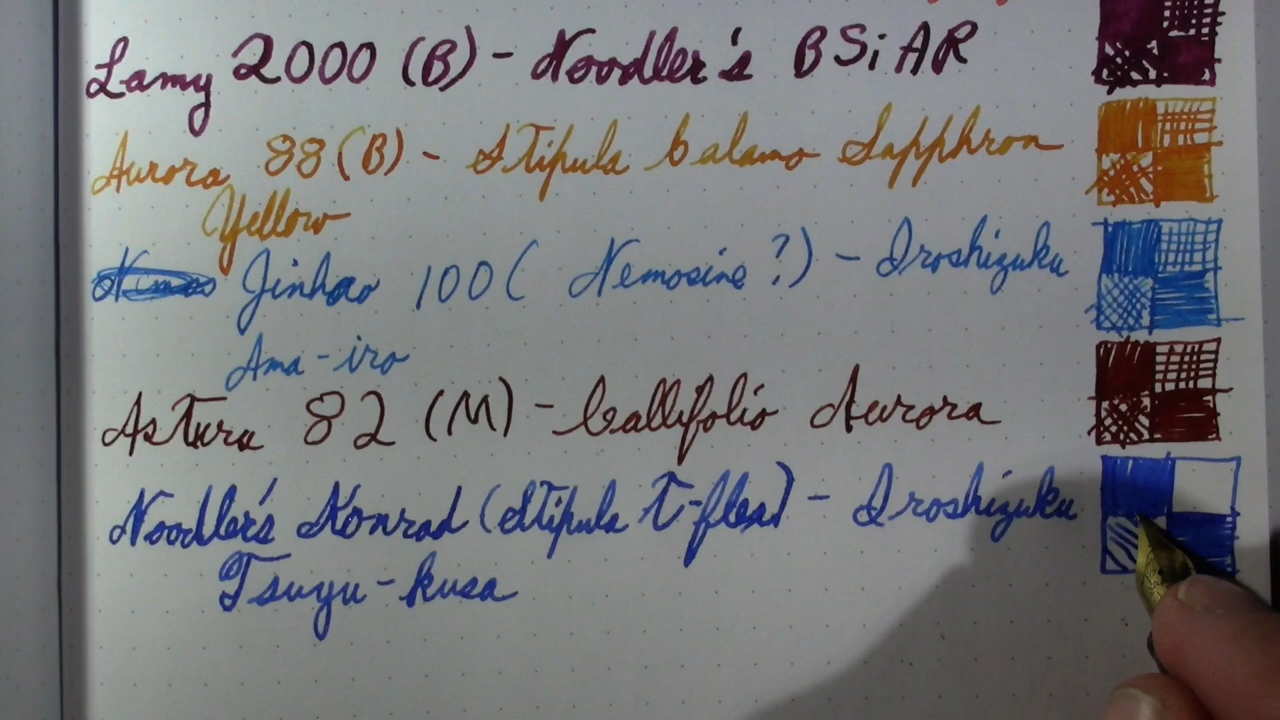 Lamy 2000 (B) - Noodler's BSiAR
Aurora 88 (B) - Stipula Calamo Sapphron
Yellow
Jinhao 100 (Nemosine?) - Iroshizuku
Ama-iro
Astura 82 (M) - Callifolio Aurora
Noodler's Konrad (Stipula T-flex) - Iroshizuku
Tsuyu-kusa